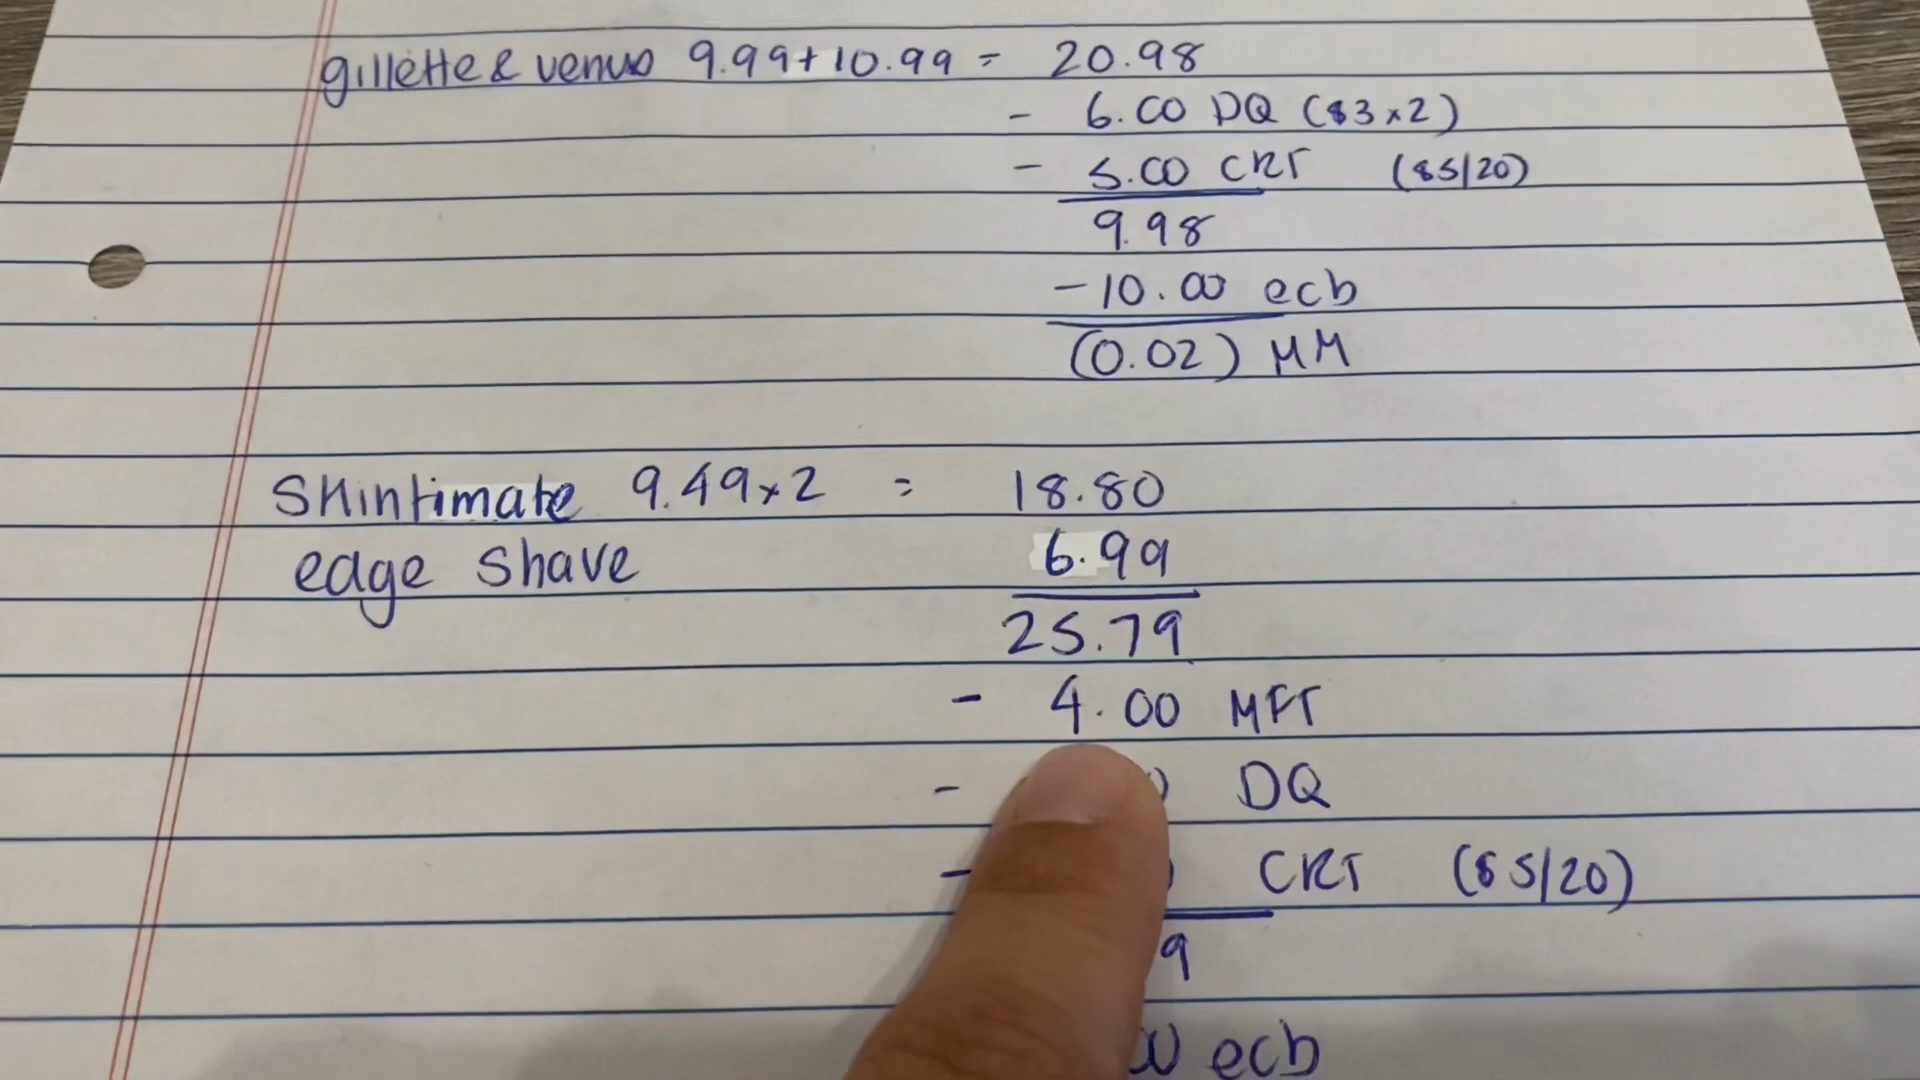 gillette & venus 9.99+10.99 = 20.98
- 6.00 DQ ($3x2)
- 5.00 CRT ($5/20)
9.98
-10.00 ecb
(0.02) MM
Skintimate 9.49x2 = 18.80
edge shave 6.99
25.79
- 4.00 MFT
- DQ
- CRT ($5/20)
9
ecb